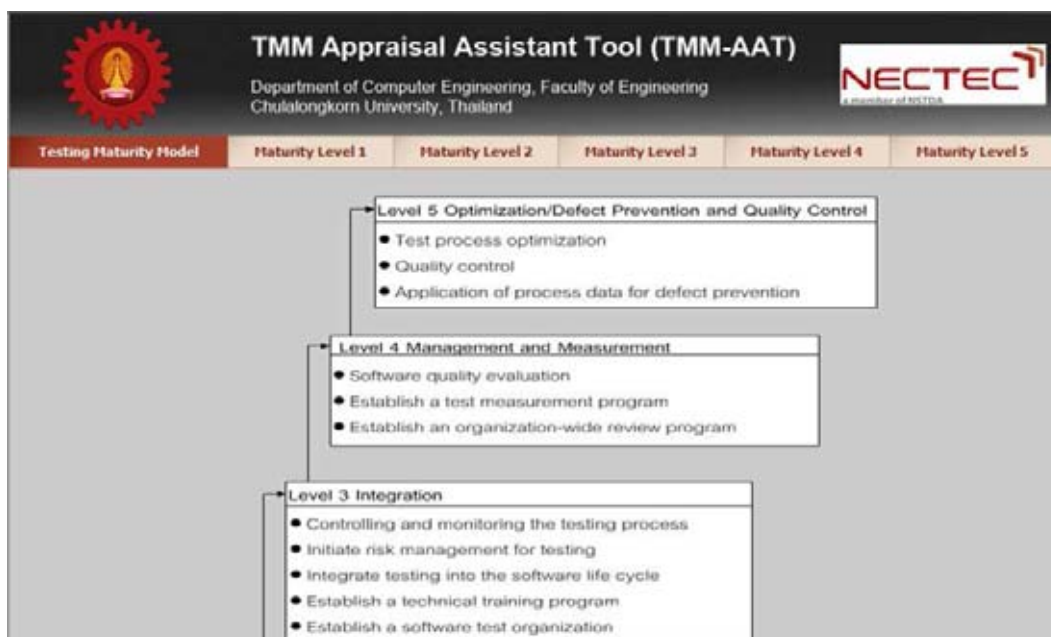 TMM Appraisal Assistant Tool (TMM-AAT)
Department of Computer Engineering, Faculty of Engineering
Chulalongkorn University, Thailand
NECTEC
a member of NSTDA
Testing Maturity Model
Maturity Level 1
Maturity Level 2
Maturity Level 3
Maturity Level 4
Maturity Level 5
Level 5 Optimization/Defect Prevention and Quality Control
Test process optimization
Quality control
Application of process data for defect prevention
Level 4 Management and Measurement
Software quality evaluation
Establish a test measurement program
Establish an organization-wide review program
Level 3 Integration
Controlling and monitoring the testing process
Initiate risk management for testing
Integrate testing into the software life cycle
Establish a technical training program
Establish a software test organization